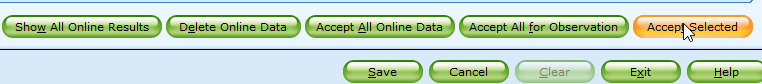 Show All Online Results Delete Online Data Accept All Online Data Accept All for Observation Accept Selected
Save Cancel Clear Exit Help